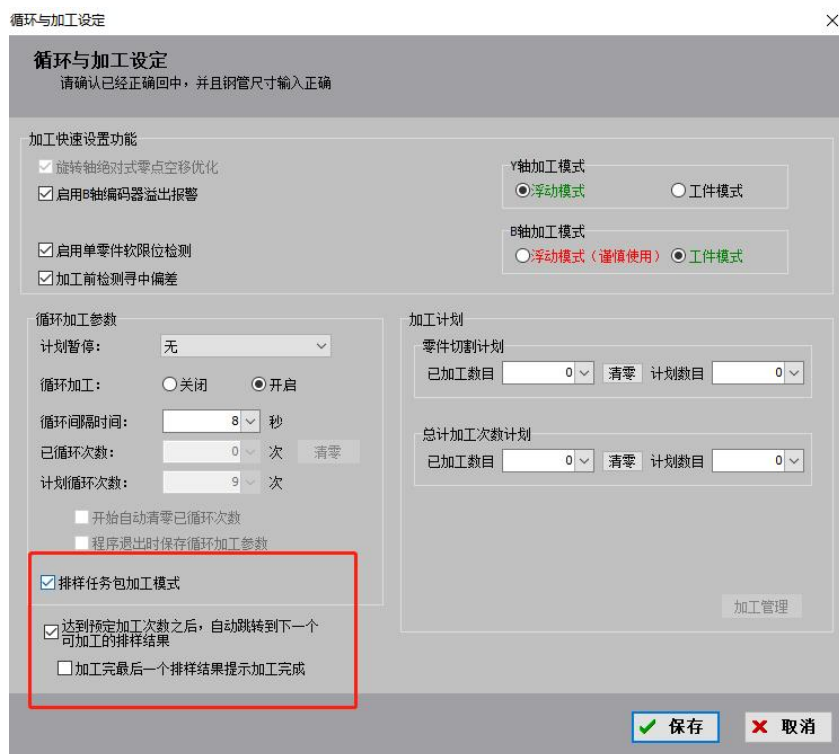 循环与加工设定
循环与加工设定
请确认已经正确回中，并且钢管尺寸输入正确
加工快速设置功能
旋转轴绝对式零点空移优化
启用B轴编码器溢出报警
启用单零件软限位检测
加工前检测寻中偏差
Y轴加工模式
浮动模式 工件模式
B轴加工模式
浮动模式（谨慎使用） 工件模式
循环加工参数
计划暂停： 无
循环加工： 关闭 开启
循环间隔时间： 8 秒
已循环次数： 0 次 清零
计划循环次数： 9 次
开始自动清零已循环次数
程序退出时保存循环加工参数
排样任务包加工模式
达到预定加工次数之后，自动跳转到下一个
可加工的排样结果
加工完最后一个排样结果提示加工完成
加工计划
零件切割计划
已加工数目 0 清零 计划数目 0
总计加工次数计划
已加工数目 0 清零 计划数目 0
加工管理
保存 取消